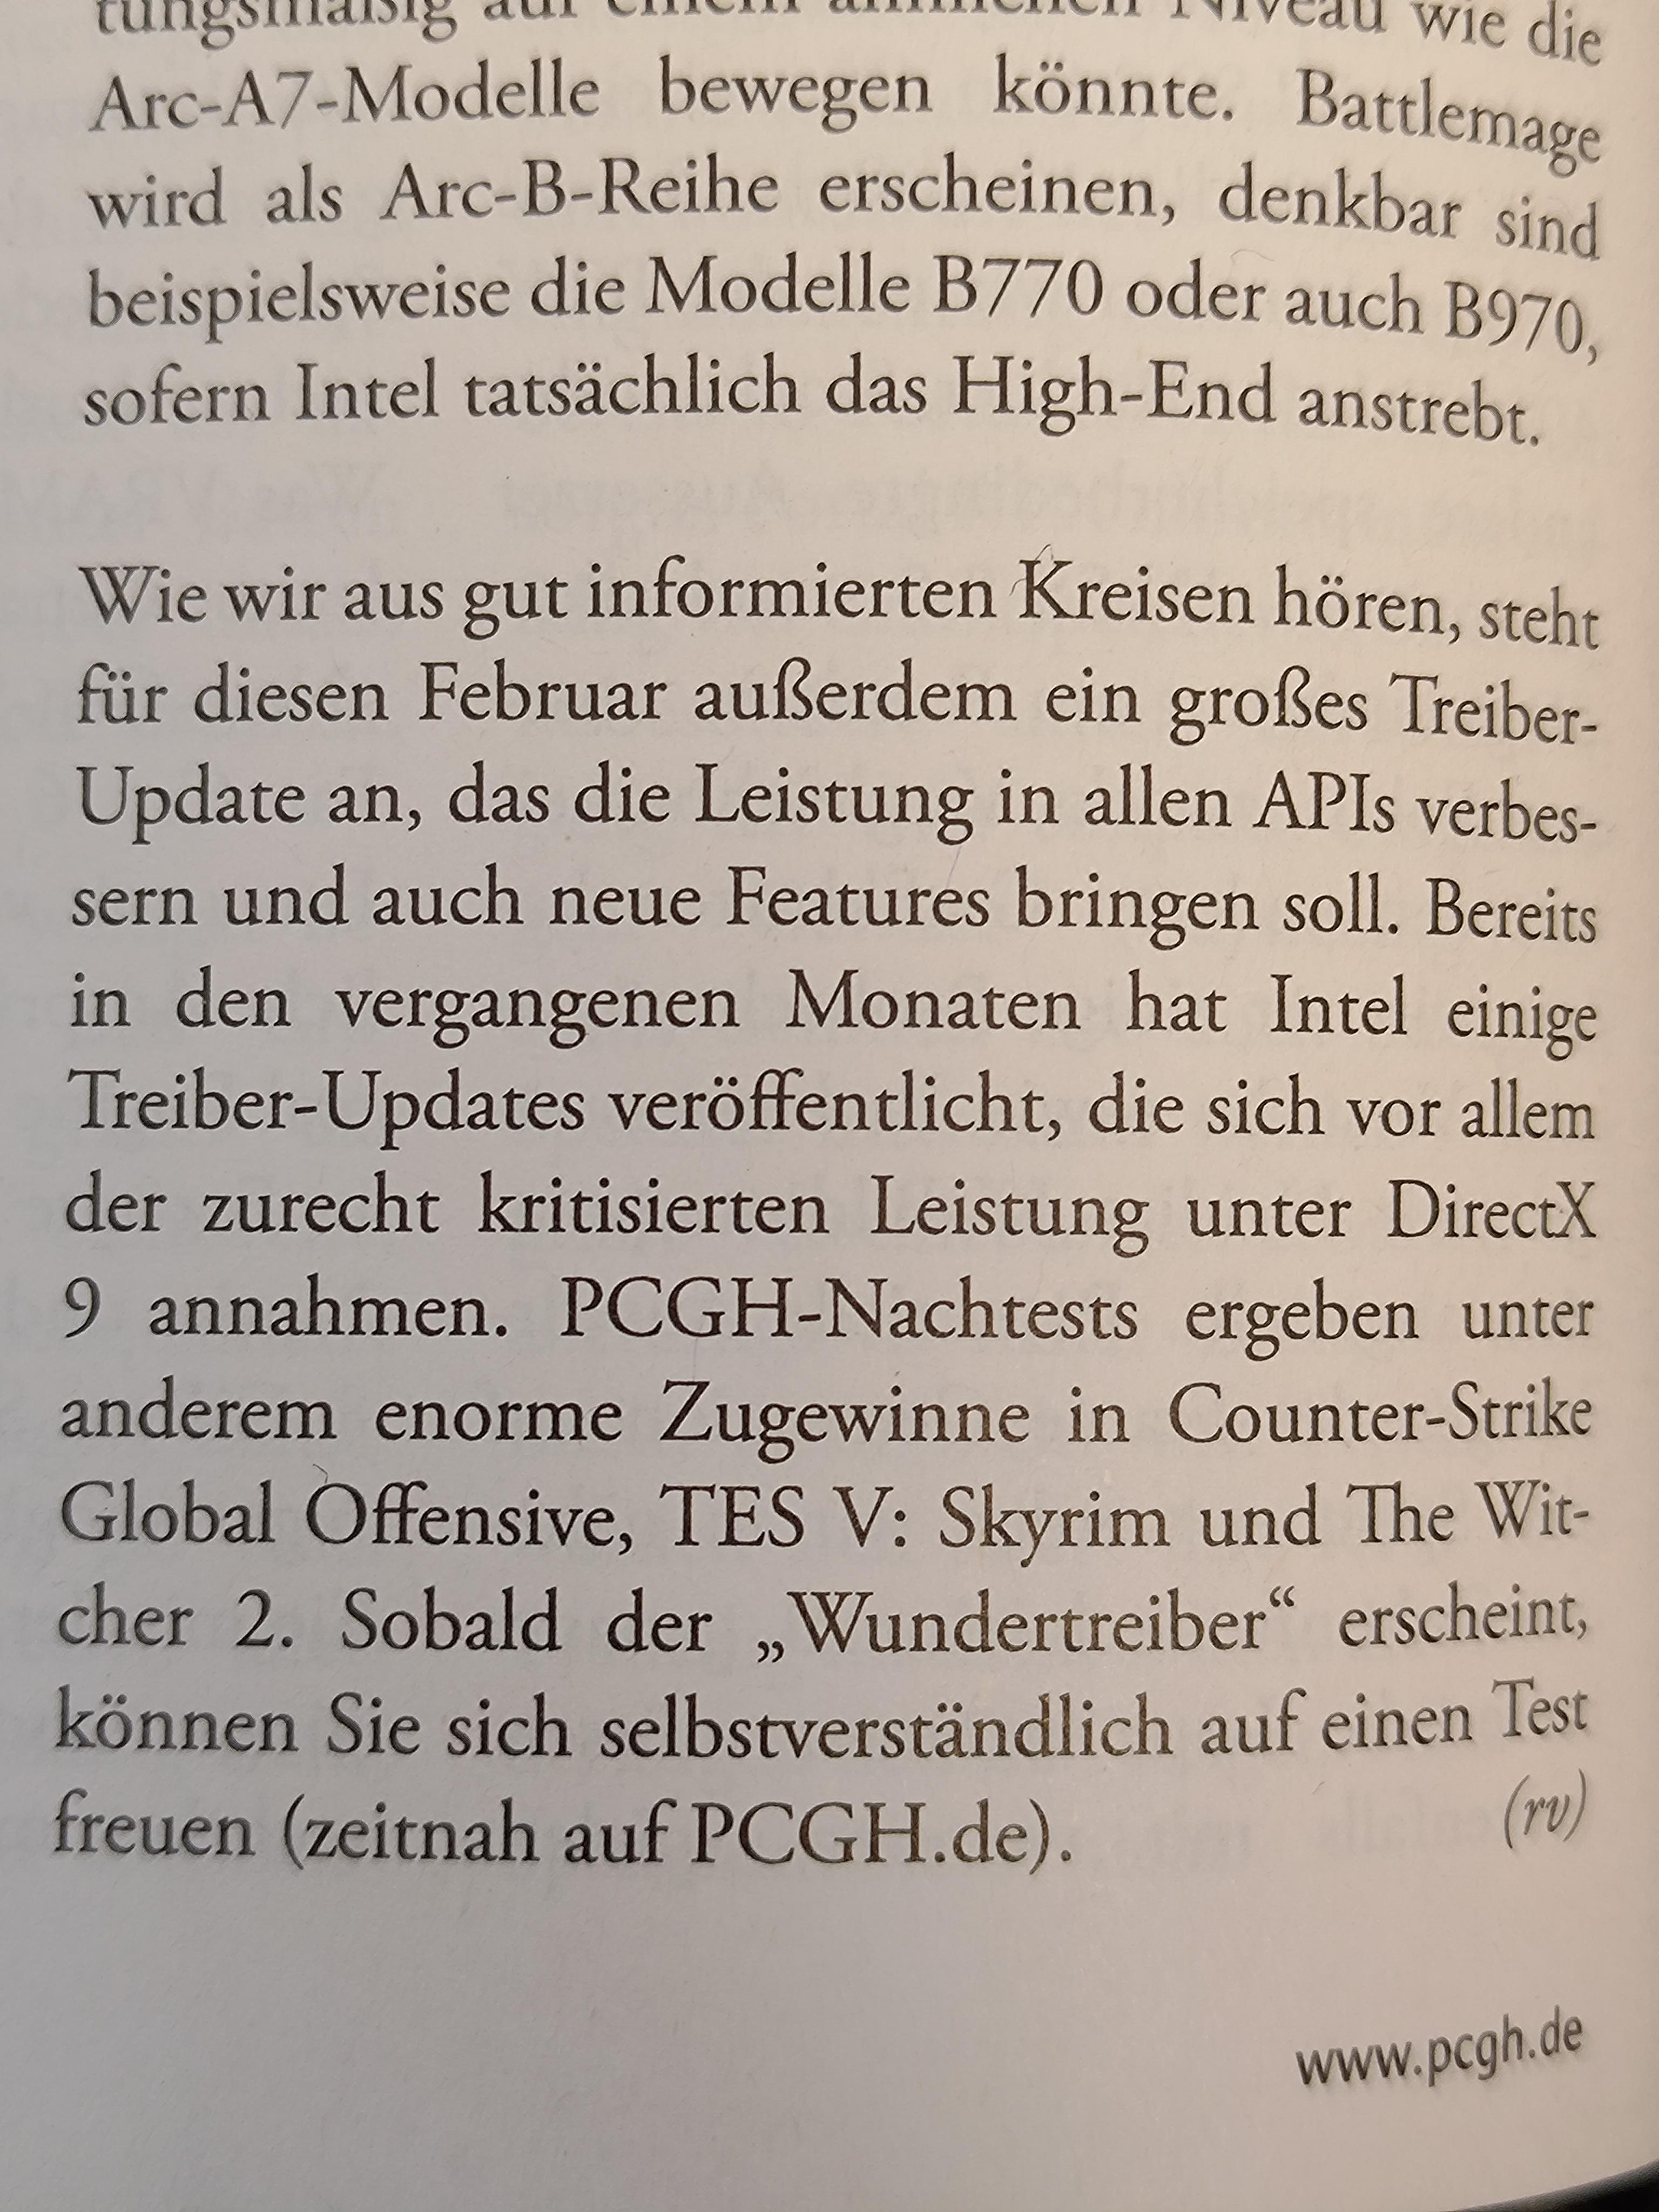 tungsmäßig auf einem ähnlichen Niveau wie die
Arc-A7-Modelle bewegen könnte. Battlemage
wird als Arc-B-Reihe erscheinen, denkbar sind
beispielsweise die Modelle B770 oder auch B970,
sofern Intel tatsächlich das High-End anstrebt.
Wie wir aus gut informierten Kreisen hören, steht
für diesen Februar außerdem ein großes Treiber-
Update an, das die Leistung in allen APIs verbes-
sern und auch neue Features bringen soll. Bereits
in den vergangenen Monaten hat Intel einige
Treiber-Updates veröffentlicht, die sich vor allem
der zurecht kritisierten Leistung unter DirectX
9 annahmen. PCGH-Nachtests ergeben unter
anderem enorme Zugewinne in Counter-Strike
Global Offensive, TES V: Skyrim und The Wit-
cher 2. Sobald der „Wundertreiber“ erscheint,
können Sie sich selbstverständlich auf einen Test
freuen (zeitnah auf PCGH.de). (rv)
www.pcgh.de